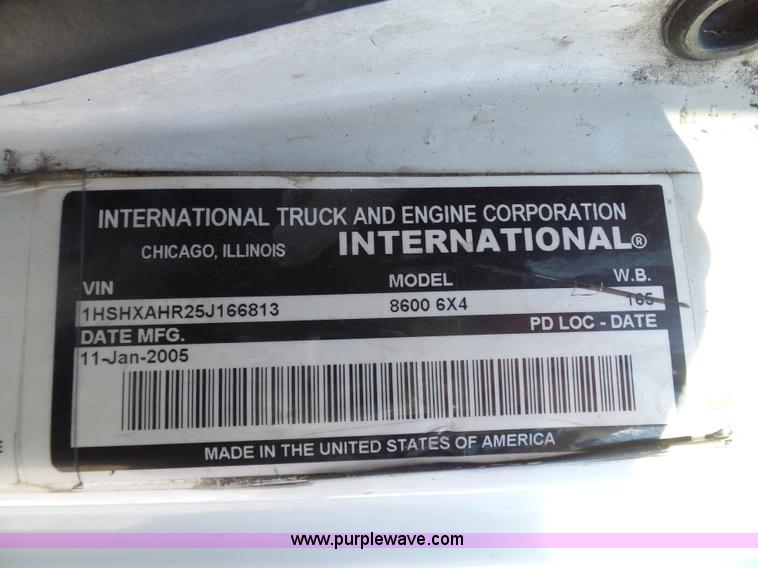 INTERNATIONAL TRUCK AND ENGINE CORPORATION
CHICAGO, ILLINOIS INTERNATIONAL®
VIN MODEL W.B.
1HSHXAHR25J166813 8600 6X4 165
DATE MFG. PD LOC - DATE
11-Jan-2005
MADE IN THE UNITED STATES OF AMERICA
E
www.purplewave.com